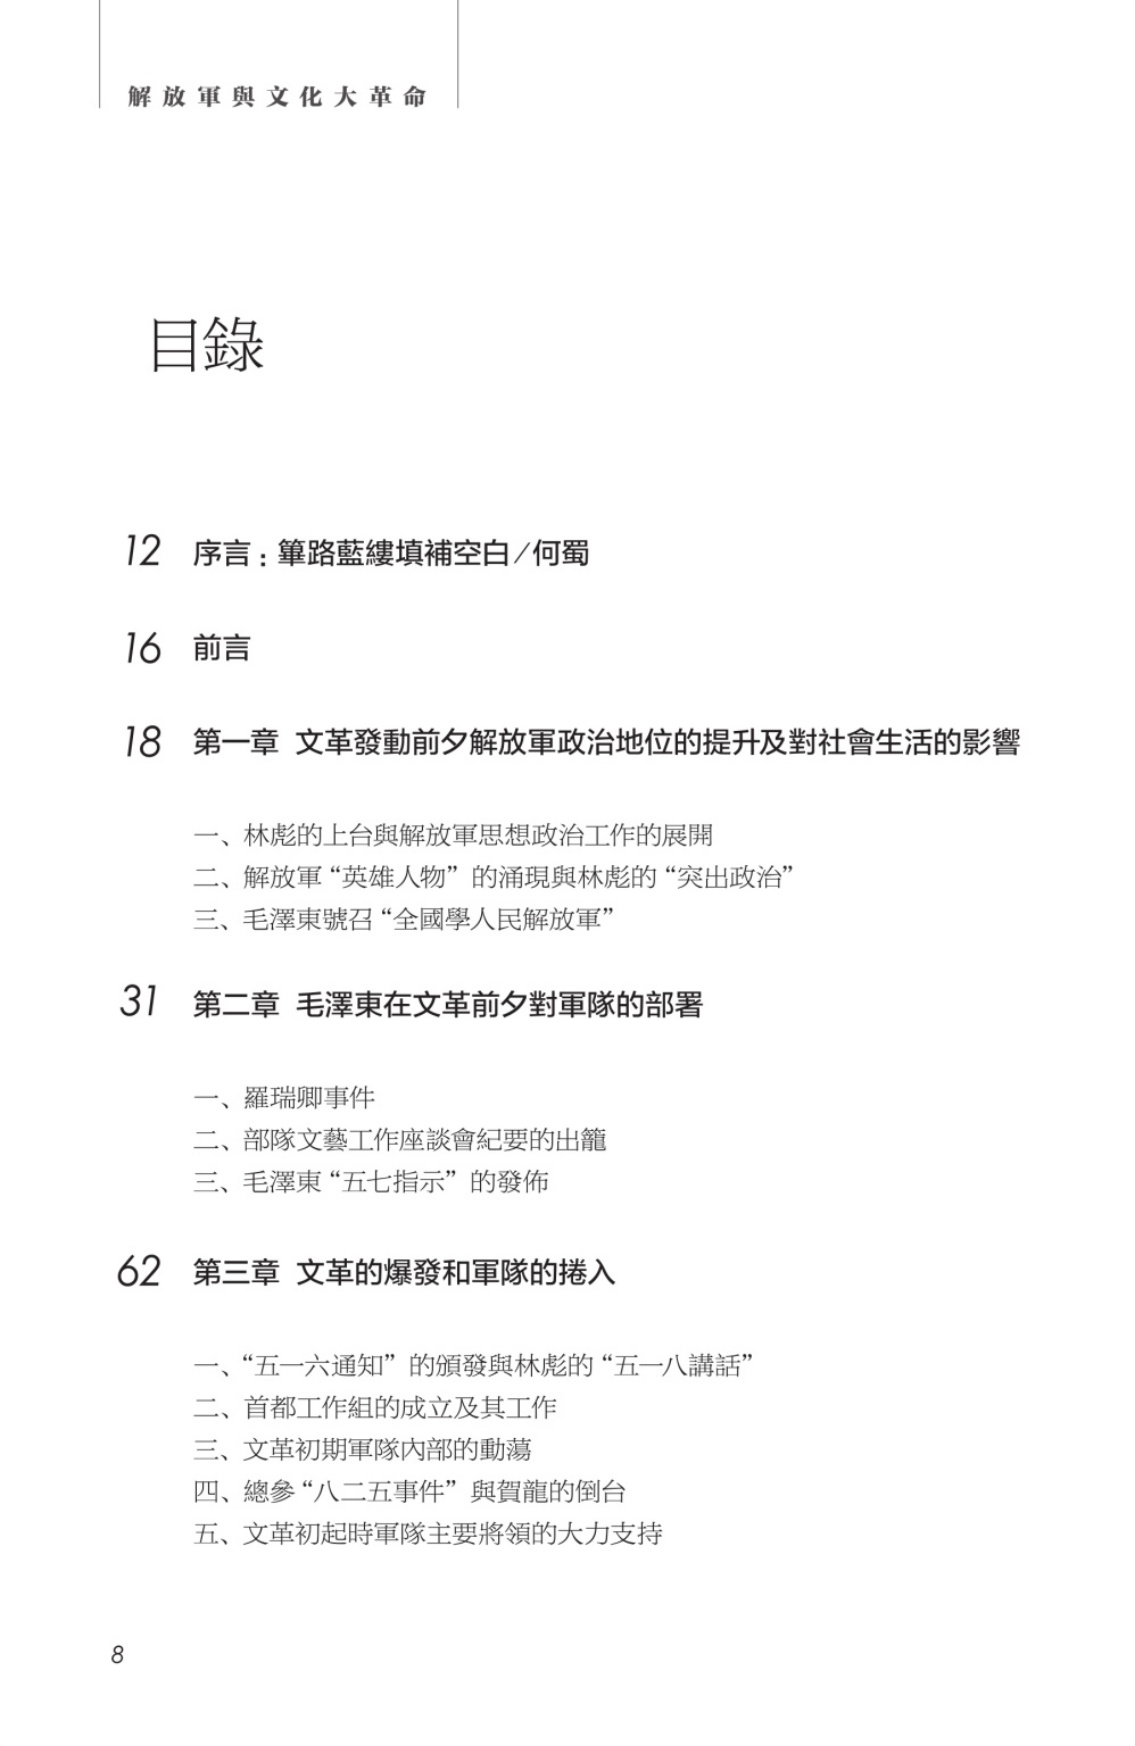 解放軍與文化大革命
目錄
12 序言：篳路藍縷填補空白／何蜀
16 前言
18 第一章 文革發動前夕解放軍政治地位的提升及對社會生活的影響
一、林彪的上台與解放軍思想政治工作的展開
二、解放軍“英雄人物”的涌現與林彪的“突出政治”
三、毛澤東號召“全國學人民解放軍”
31 第二章 毛澤東在文革前夕對軍隊的部署
一、羅瑞卿事件
二、部隊文藝工作座談會紀要的出籠
三、毛澤東“五七指示”的發佈
62 第三章 文革的爆發和軍隊的捲入
一、“五一六通知”的頒發與林彪的“五一八講話”
二、首都工作組的成立及其工作
三、文革初期軍隊內部的動蕩
四、總參“八二五事件”與賀龍的倒台
五、文革初起時軍隊主要將領的大力支持
8